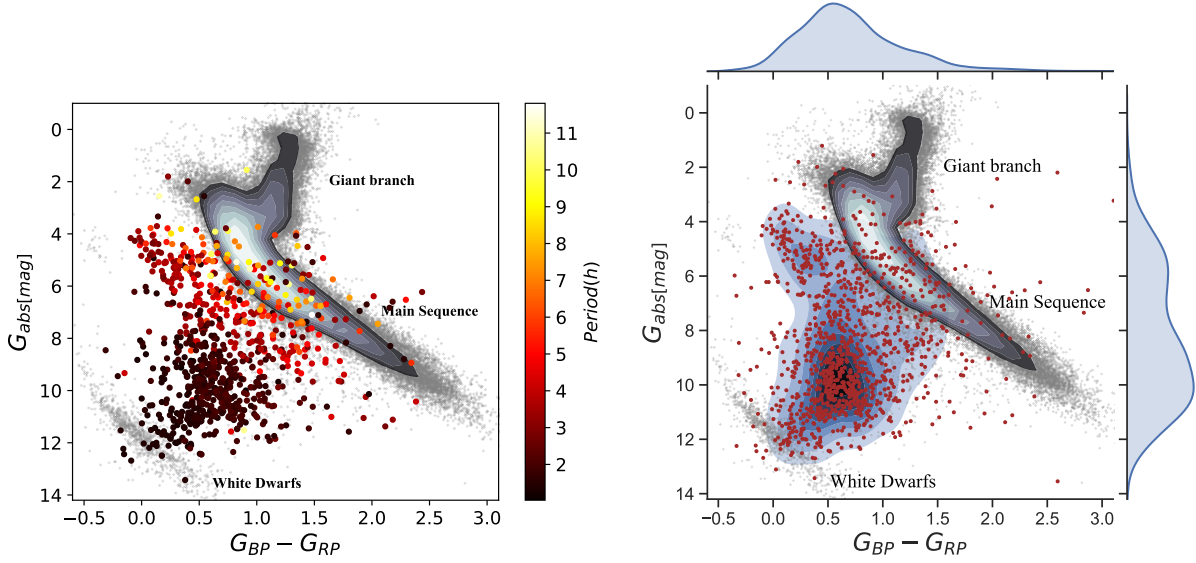 0
2
4
6
8
10
12
14
−0.5 0.0 0.5 1.0 1.5 2.0 2.5 3.0
G_BP − G_RP
G_abs[mag]
Giant branch
Main Sequence
White Dwarfs
11
10
9
8
7
6
5
4
3
2
Period(h)
0
2
4
6
8
10
12
14
−0.5 0.0 0.5 1.0 1.5 2.0 2.5 3.0
G_BP − G_RP
G_abs[mag]
Giant branch
Main Sequence
White Dwarfs